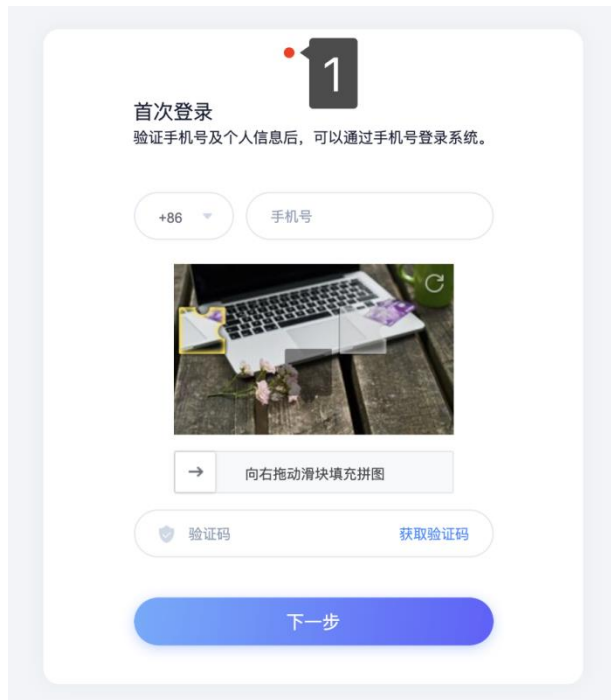 1
首次登录
验证手机号及个人信息后，可以通过手机号登录系统。
+86 手机号
向右拖动滑块填充拼图
验证码 获取验证码
下一步